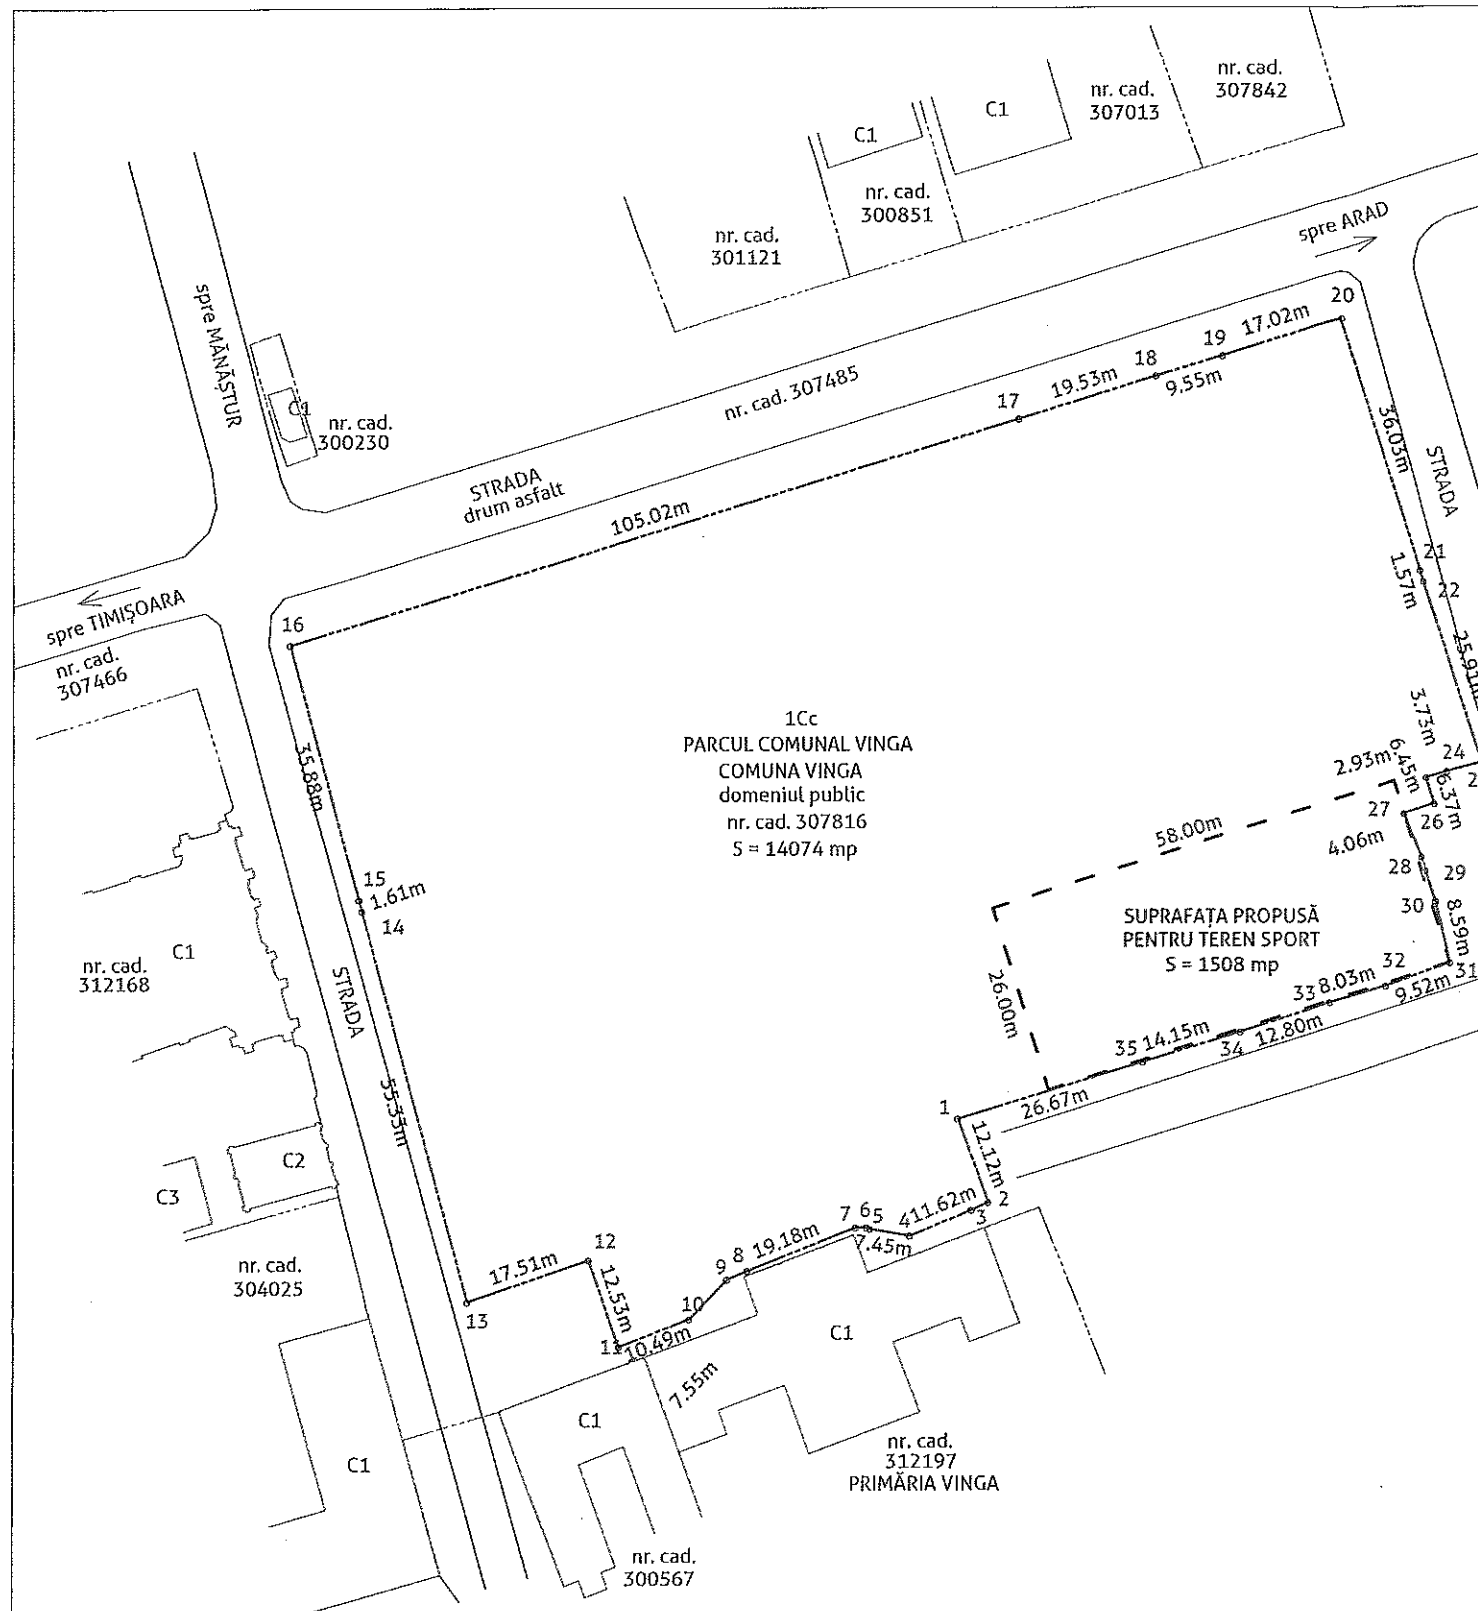 nr. cad.
307842
nr. cad.
307013
C1
C1
nr. cad.
300851
nr. cad.
301121
spre ARAD
spre MĂNĂȘTUR
C1
nr. cad.
300230
nr. cad. 307485
STRADA
drum asfalt
105.02m
17
19.53m
18
9.55m
19
17.02m
20
36.03m
STRADA
21
1.57m
22
25.91m
spre TIMIȘOARA
nr. cad.
307466
16
35.88m
15
1.61m
14
STRADA
55.33m
1Cc
PARCUL COMUNAL VINGA
COMUNA VINGA
domeniul public
nr. cad. 307816
S = 14074 mp
3.73m
24
6.45m
2.93m
6.37m
27
26
4.06m
28
29
30
8.59m
58.00m
26.00m
SUPRAFAȚA PROPUSĂ
PENTRU TEREN SPORT
S = 1508 mp
31
32
9.52m
33
8.03m
34
12.80m
35
14.15m
26.67m
1
12.12m
2
3
11.62m
4
7.45m
5
6
7
19.18m
8
9
10
10.49m
11
12.53m
12
17.51m
13
7.55m
C1
nr. cad.
312168
C2
C3
nr. cad.
304025
C1
C1
C1
nr. cad.
312197
PRIMĂRIA VINGA
nr. cad.
300567